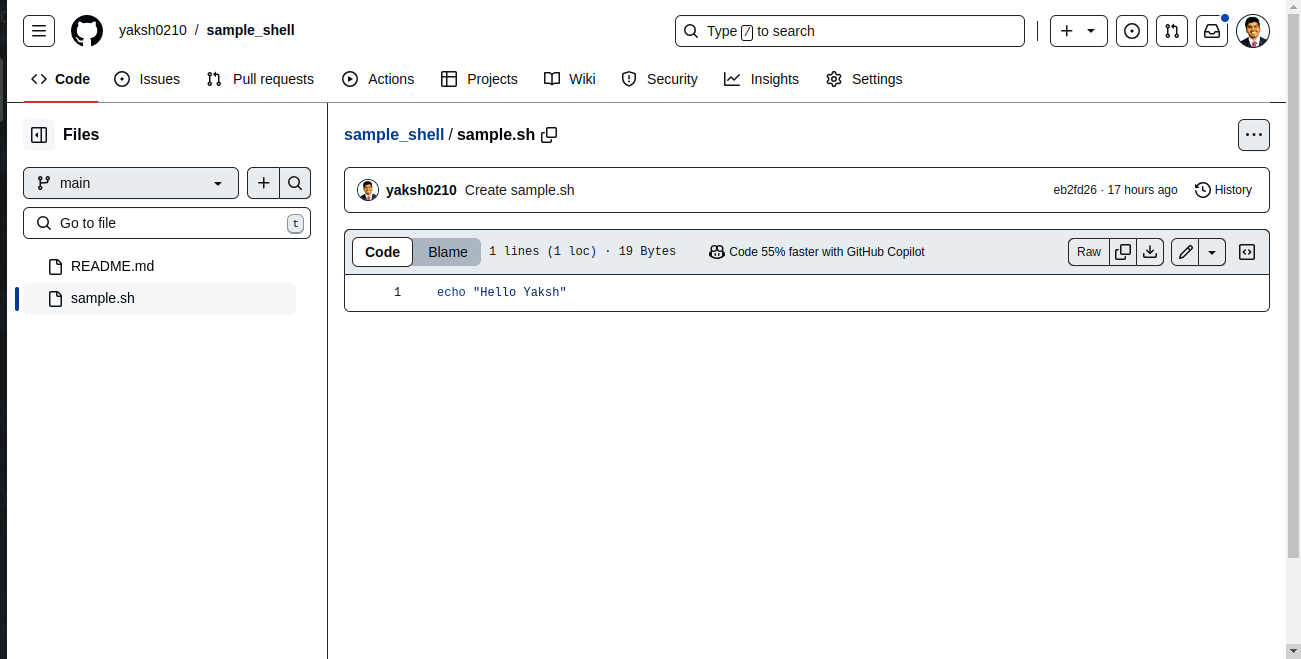 yaksh0210 / sample_shell
Type / to search
Code Issues Pull requests Actions Projects Wiki Security Insights Settings
Files
main
Go to file t
README.md
sample.sh
sample_shell / sample.sh
yaksh0210 Create sample.sh eb2fd26 · 17 hours ago History
Code Blame 1 lines (1 loc) · 19 Bytes Code 55% faster with GitHub Copilot Raw
1 echo "Hello Yaksh"